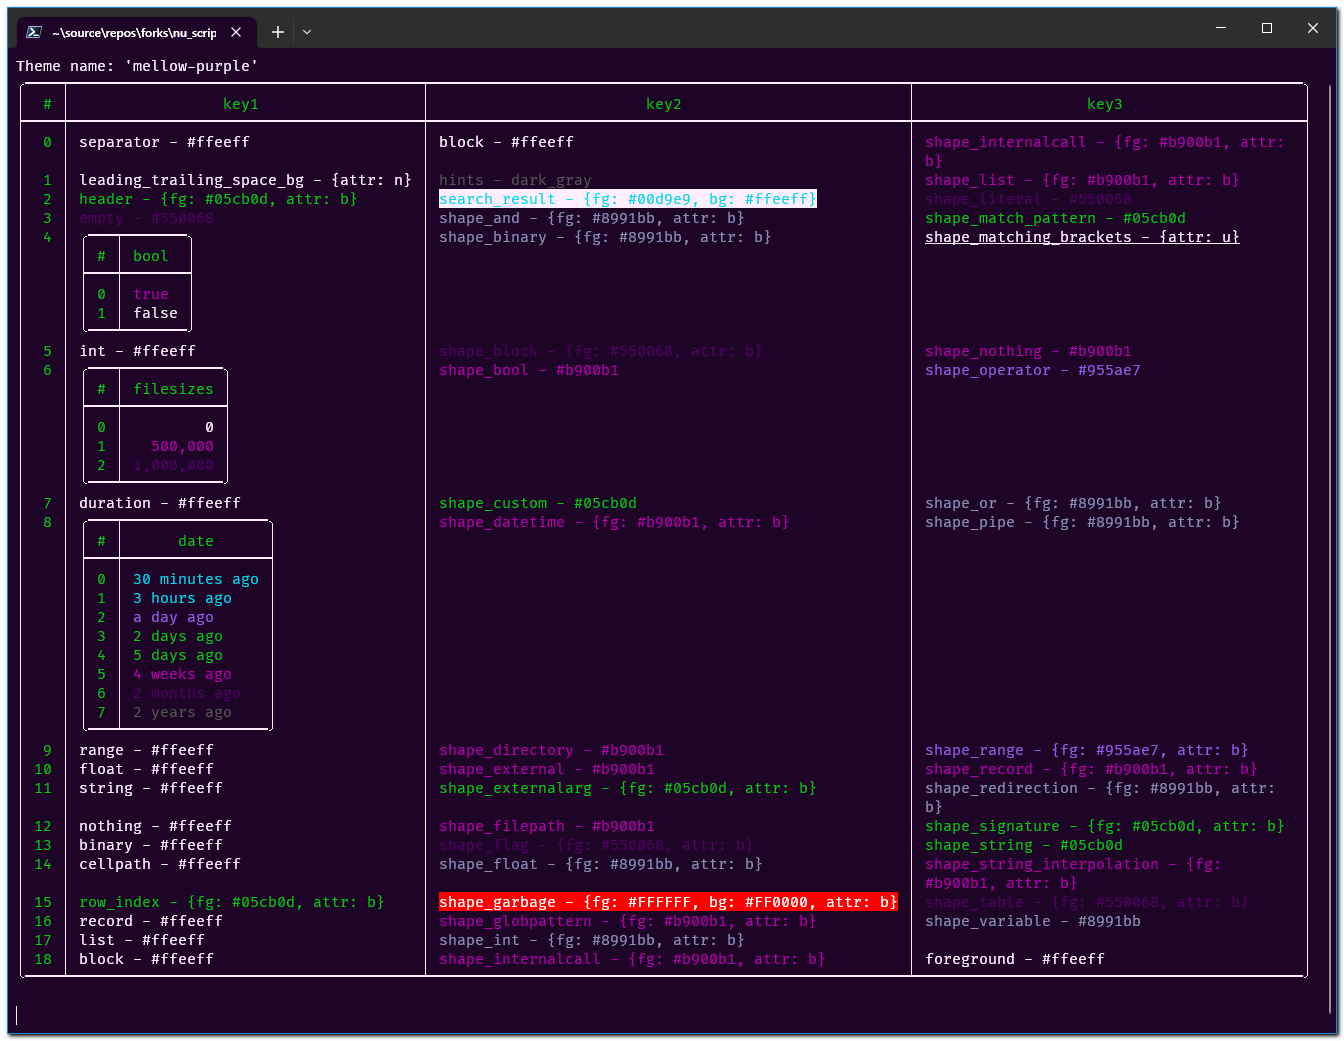 ~\source\repos\forks\nu_scrip
Theme name: 'mellow-purple'
# key1 key2 key3
0 separator - #ffeeff block - #ffeeff shape_internalcall - {fg: #b900b1, attr:
b}
1 leading_trailing_space_bg - {attr: n} hints - dark_gray shape_list - {fg: #b900b1, attr: b}
2 header - {fg: #05cb0d, attr: b} search_result - {fg: #00d9e9, bg: #ffeeff} shape_literal - #550068
3 empty - #550068 shape_and - {fg: #8991bb, attr: b} shape_match_pattern - #05cb0d
4 shape_binary - {fg: #8991bb, attr: b} shape_matching_brackets - {attr: u}
# bool
0 true
1 false
5 int - #ffeeff shape_block - {fg: #550068, attr: b} shape_nothing - #b900b1
6 shape_bool - #b900b1 shape_operator - #955ae7
# filesizes
0 0
1 500,000
2 1,000,000
7 duration - #ffeeff shape_custom - #05cb0d shape_or - {fg: #8991bb, attr: b}
8 shape_datetime - {fg: #b900b1, attr: b} shape_pipe - {fg: #8991bb, attr: b}
# date
0 30 minutes ago
1 3 hours ago
2 a day ago
3 2 days ago
4 5 days ago
5 4 weeks ago
6 2 months ago
7 2 years ago
9 range - #ffeeff shape_directory - #b900b1 shape_range - {fg: #955ae7, attr: b}
10 float - #ffeeff shape_external - #b900b1 shape_record - {fg: #b900b1, attr: b}
11 string - #ffeeff shape_externalarg - {fg: #05cb0d, attr: b} shape_redirection - {fg: #8991bb, attr:
b}
12 nothing - #ffeeff shape_filepath - #b900b1 shape_signature - {fg: #05cb0d, attr: b}
13 binary - #ffeeff shape_flag - {fg: #550068, attr: b} shape_string - #05cb0d
14 cellpath - #ffeeff shape_float - {fg: #8991bb, attr: b} shape_string_interpolation - {fg:
#b900b1, attr: b}
15 row_index - {fg: #05cb0d, attr: b} shape_garbage - {fg: #FFFFFF, bg: #FF0000, attr: b} shape_table - {fg: #550068, attr: b}
16 record - #ffeeff shape_globpattern - {fg: #b900b1, attr: b} shape_variable - #8991bb
17 list - #ffeeff shape_int - {fg: #8991bb, attr: b}
18 block - #ffeeff shape_internalcall - {fg: #b900b1, attr: b} foreground - #ffeeff